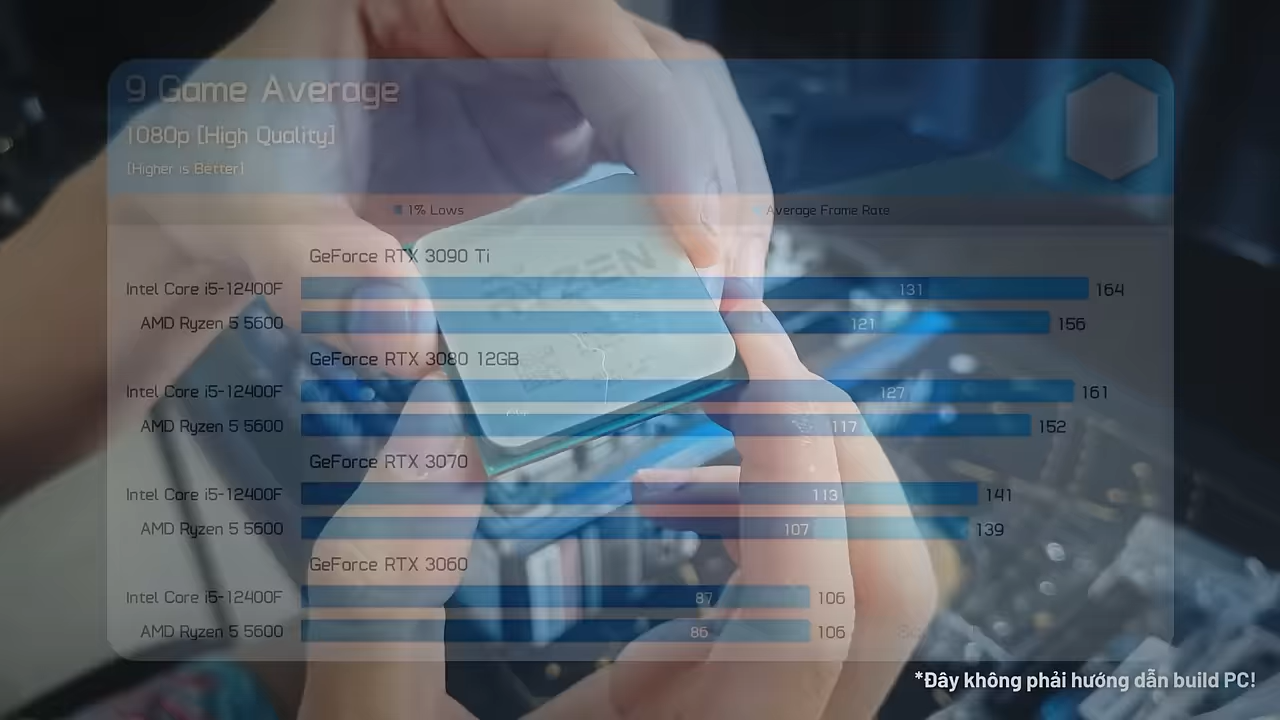 9 Game Average
1080p [High Quality]
[Higher is Better]
1% Lows
Average Frame Rate
GeForce RTX 3090 Ti
Intel Core i5-12400F 131 164
AMD Ryzen 5 5600 121 156
GeForce RTX 3080 12GB
Intel Core i5-12400F 127 161
AMD Ryzen 5 5600 117 152
GeForce RTX 3070
Intel Core i5-12400F 113 141
AMD Ryzen 5 5600 107 139
GeForce RTX 3060
Intel Core i5-12400F 87 106
AMD Ryzen 5 5600 86 106
RYZEN
*Đây không phải hướng dẫn build PC!